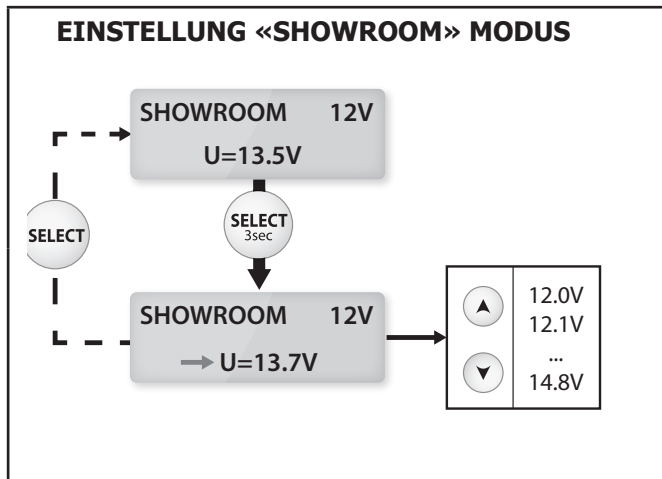 EINSTELLUNG «SHOWROOM» MODUS
SHOWROOM 12V
U=13.5V
SELECT
SELECT
3sec
SHOWROOM 12V
U=13.7V
12.0V
12.1V
...
14.8V